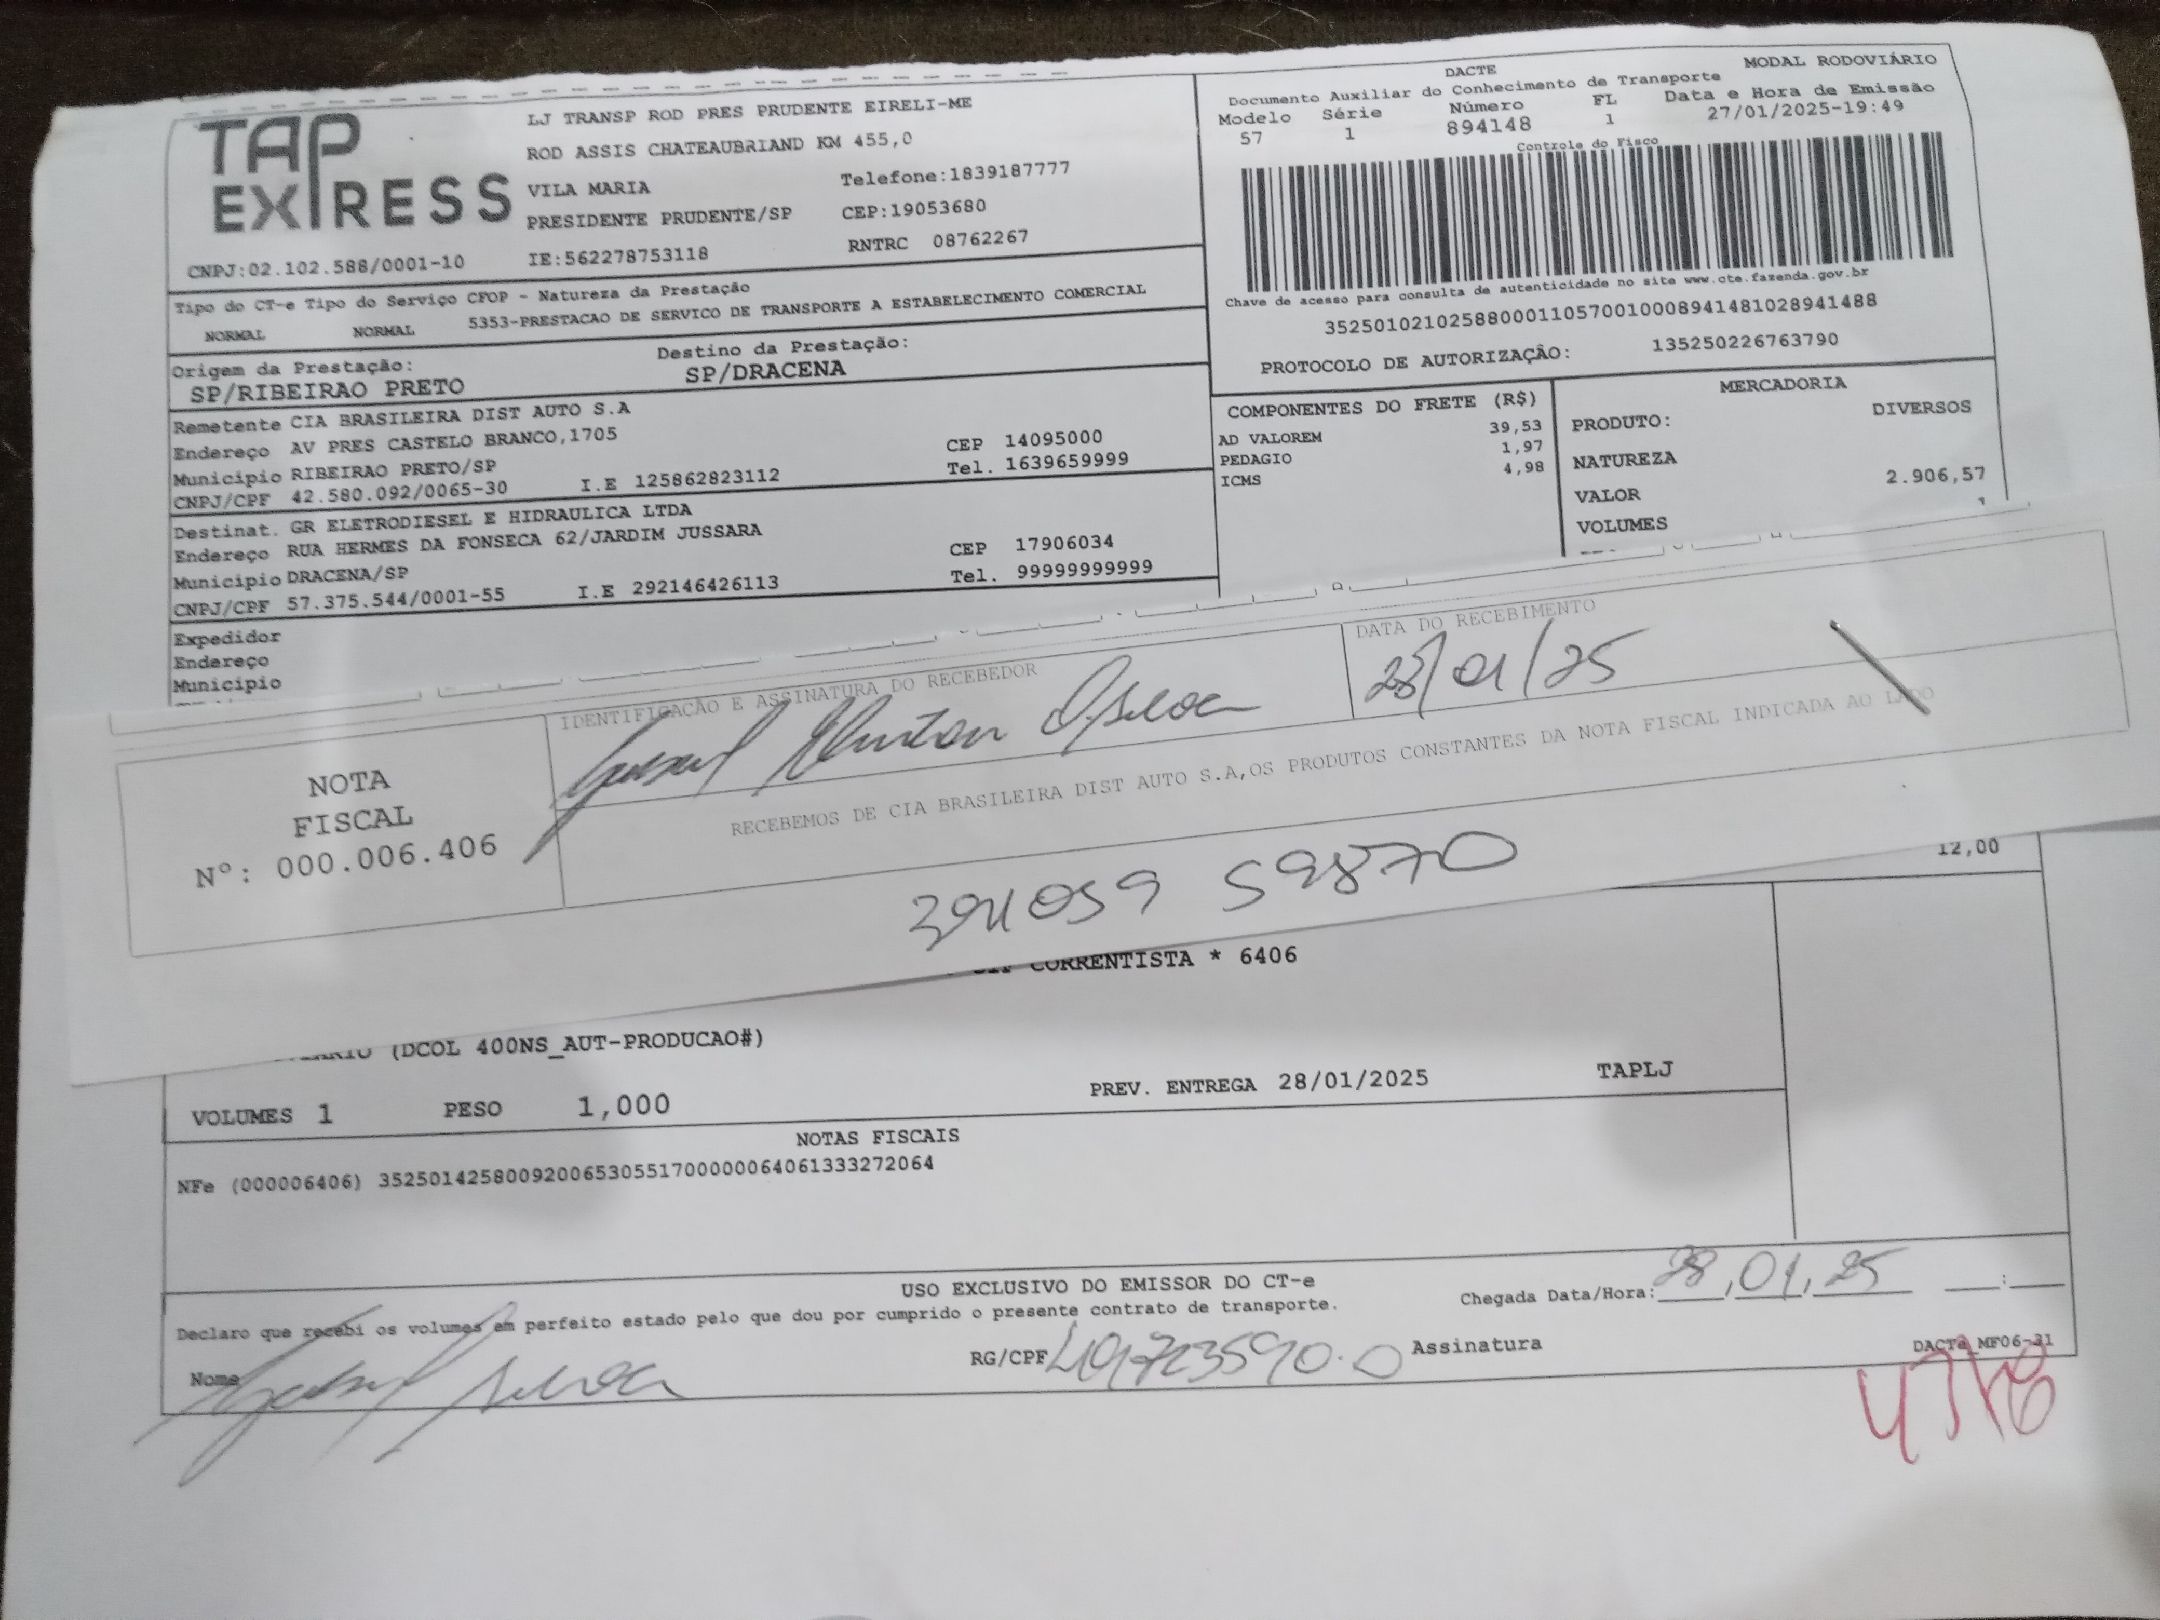 TAP EXPRESS
LJ TRANSP ROD PRES PRUDENTE EIRELI-ME
ROD ASSIS CHATEAUBRIAND KM 455,0
VILA MARIA Telefone:1839187777
PRESIDENTE PRUDENTE/SP CEP:19053680
CNPJ:02.102.588/0001-10 IE:562278753118 RNTRC 08762267
DACTE MODAL RODOVIÁRIO
Documento Auxiliar do Conhecimento de Transporte
Modelo Série Número FL Data e Hora de Emissão
57 1 894148 1 27/01/2025-19:49
Controle do Fisco
Chave de acesso para consulta de autenticidade no site www.cte.fazenda.gov.br
35250102102588000110570010008941481028941488
PROTOCOLO DE AUTORIZAÇÃO: 135250226763790
Tipo do CT-e Tipo do Serviço CFOP - Natureza da Prestação
NORMAL NORMAL 5353-PRESTACAO DE SERVICO DE TRANSPORTE A ESTABELECIMENTO COMERCIAL
Origem da Prestação: Destino da Prestação:
SP/RIBEIRAO PRETO SP/DRACENA
Remetente CIA BRASILEIRA DIST AUTO S.A
Endereço AV PRES CASTELO BRANCO,1705 CEP 14095000
Municipio RIBEIRAO PRETO/SP Tel. 1639659999
CNPJ/CPF 42.580.092/0065-30 I.E 125862823112
Destinat. GR ELETRODIESEL E HIDRAULICA LTDA
Endereço RUA HERMES DA FONSECA 62/JARDIM JUSSARA CEP 17906034
Municipio DRACENA/SP Tel. 99999999999
CNPJ/CPF 57.375.544/0001-55 I.E 292146426113
Expedidor
Endereço
Municipio
COMPONENTES DO FRETE (R$)
AD VALOREM 39,53
PEDAGIO 1,97
ICMS 4,98
MERCADORIA
PRODUTO: DIVERSOS
NATUREZA
VALOR 2.906,57
VOLUMES 1
NOTA
FISCAL
Nº: 000.006.406
IDENTIFICAÇÃO E ASSINATURA DO RECEBEDOR
DATA DO RECEBIMENTO
28/01/25
RECEBEMOS DE CIA BRASILEIRA DIST AUTO S.A,OS PRODUTOS CONSTANTES DA NOTA FISCAL INDICADA AO LADO
59870
12,00
CORRENTISTA * 6406
(DCOL 400NS_AUT-PRODUCAO#)
VOLUMES 1 PESO 1,000 PREV. ENTREGA 28/01/2025 TAPLJ
NOTAS FISCAIS
NFe (000006406) 35250142580092006530551700000064061333272064
USO EXCLUSIVO DO EMISSOR DO CT-e
Declaro que recebi os volumes em perfeito estado pelo que dou por cumprido o presente contrato de transporte.
Chegada Data/Hora: 28,01,25 :
Nome RG/CPF Assinatura
DACTe_MF06-31